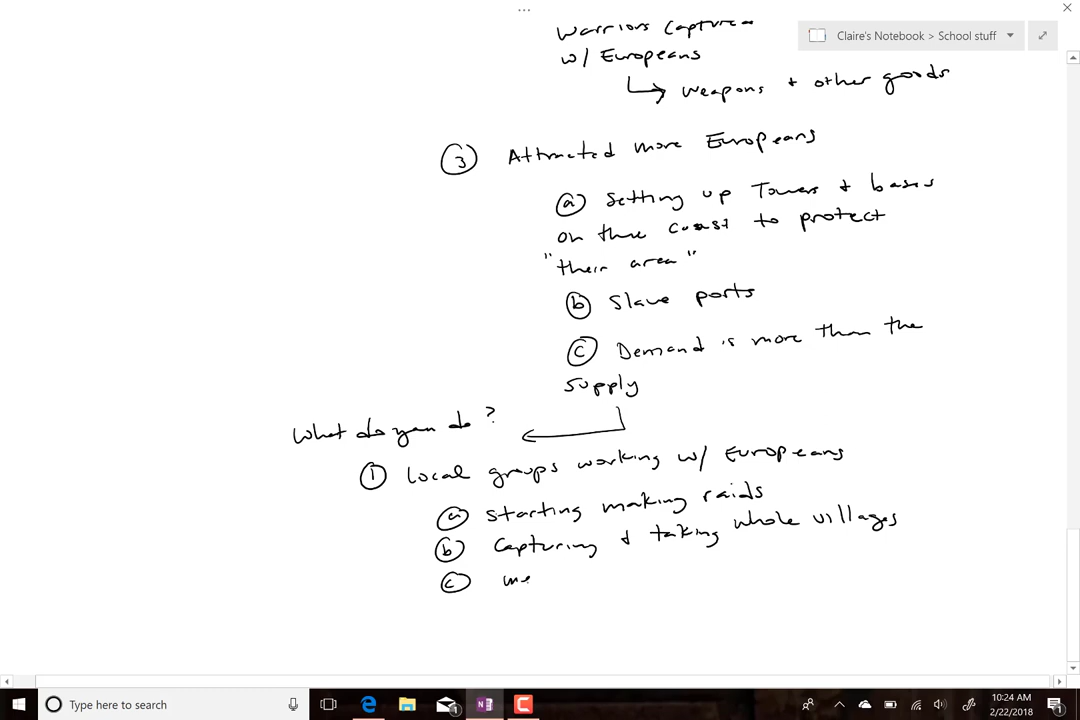 ...
Claire's Notebook > School stuff
Warriors Capture
w/ Europeans
Weapons + other goods
③ Attracted more Europeans
ⓐ Setting up Towers + bases
on the coast to protect
"their area"
ⓑ Slave ports
ⓒ Demand is more than the
supply
What do you do?
① Local groups working w/ Europeans
ⓐ Starting making raids
ⓑ Capturing + taking whole villages
ⓒ me
Type here to search
10:24 AM
2/22/2018